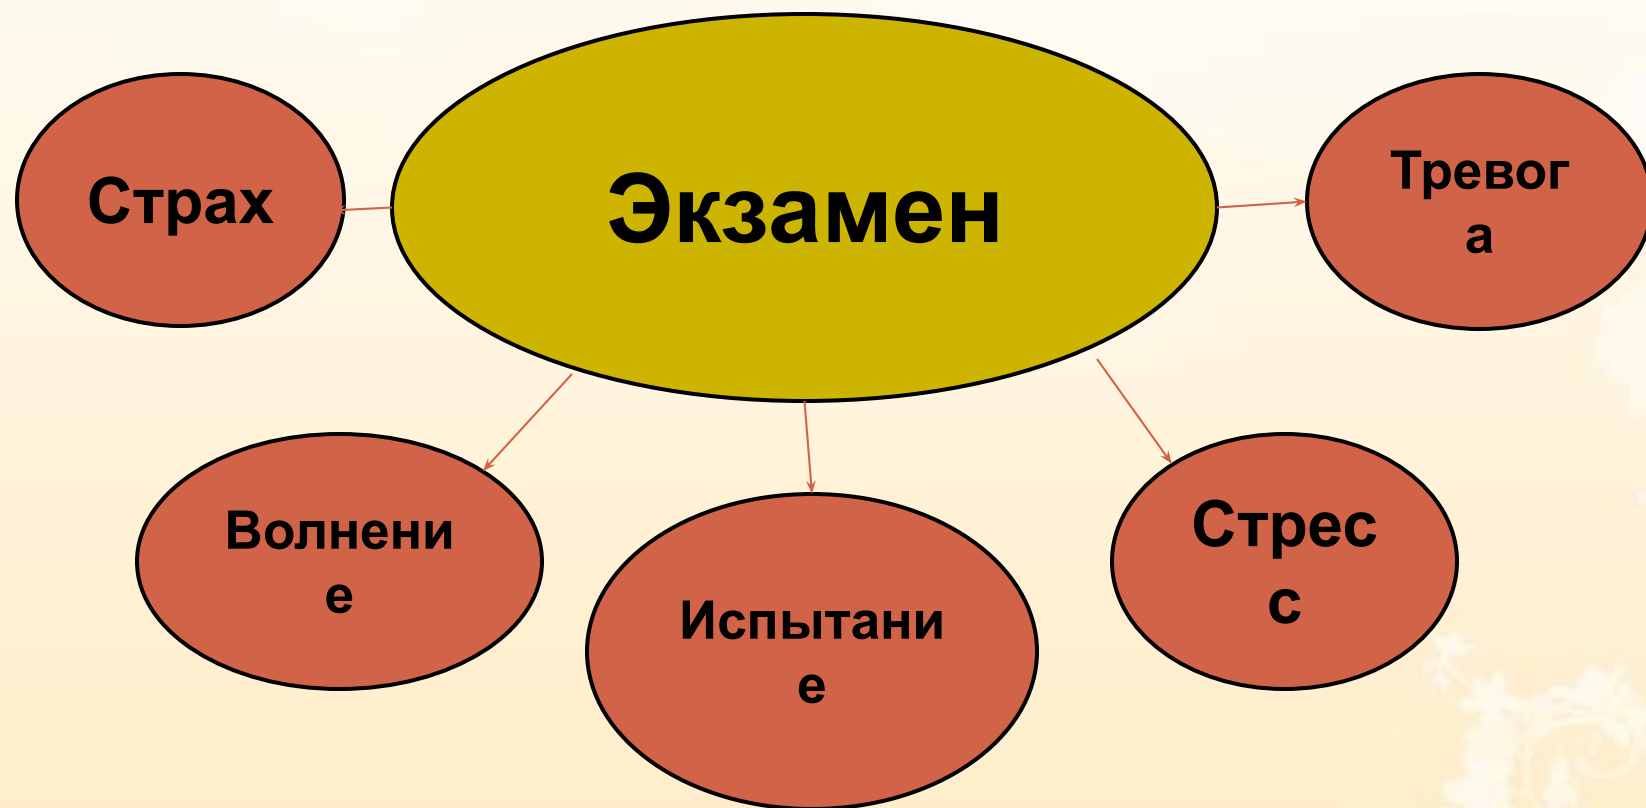 Экзамен
Страх
Тревог
а
Волнени
е
Испытани
е
Стрес
с